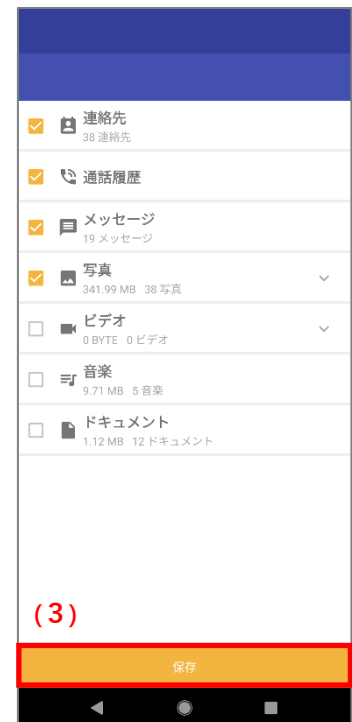 連絡先
38 連絡先
通話履歴
メッセージ
19 メッセージ
写真
341.99 MB 38 写真
ビデオ
0 BYTE 0 ビデオ
音楽
9.71 MB 5 音楽
ドキュメント
1.12 MB 12 ドキュメント
(3)
保存